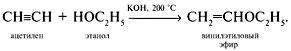 CH≡CH + HOC₂H₅ KOH, 200 °C CH₂=CHOC₂H₅.
ацетилен этанол винилэтиловый
эфир